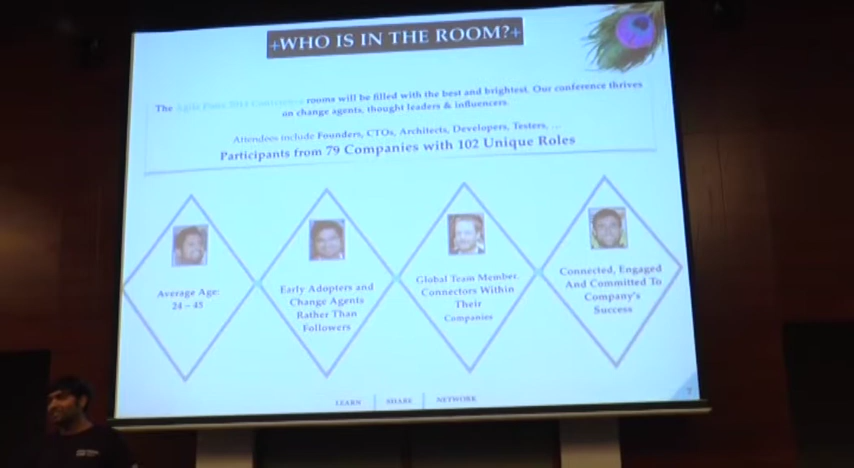 +WHO IS IN THE ROOM?+
The Agile Pune 2014 Conference rooms will be filled with the best and brightest. Our conference thrives
on change agents, thought leaders & influencers.
Attendees include Founders, CTOs, Architects, Developers, Testers, ...
Participants from 79 Companies with 102 Unique Roles
Average Age:
24 – 45
Early Adopters and
Change Agents
Rather Than
Followers
Global Team Member,
Connectors Within
Their
Companies
Connected, Engaged
And Committed To
Company's
Success
LEARN | SHARE | NETWORK
7